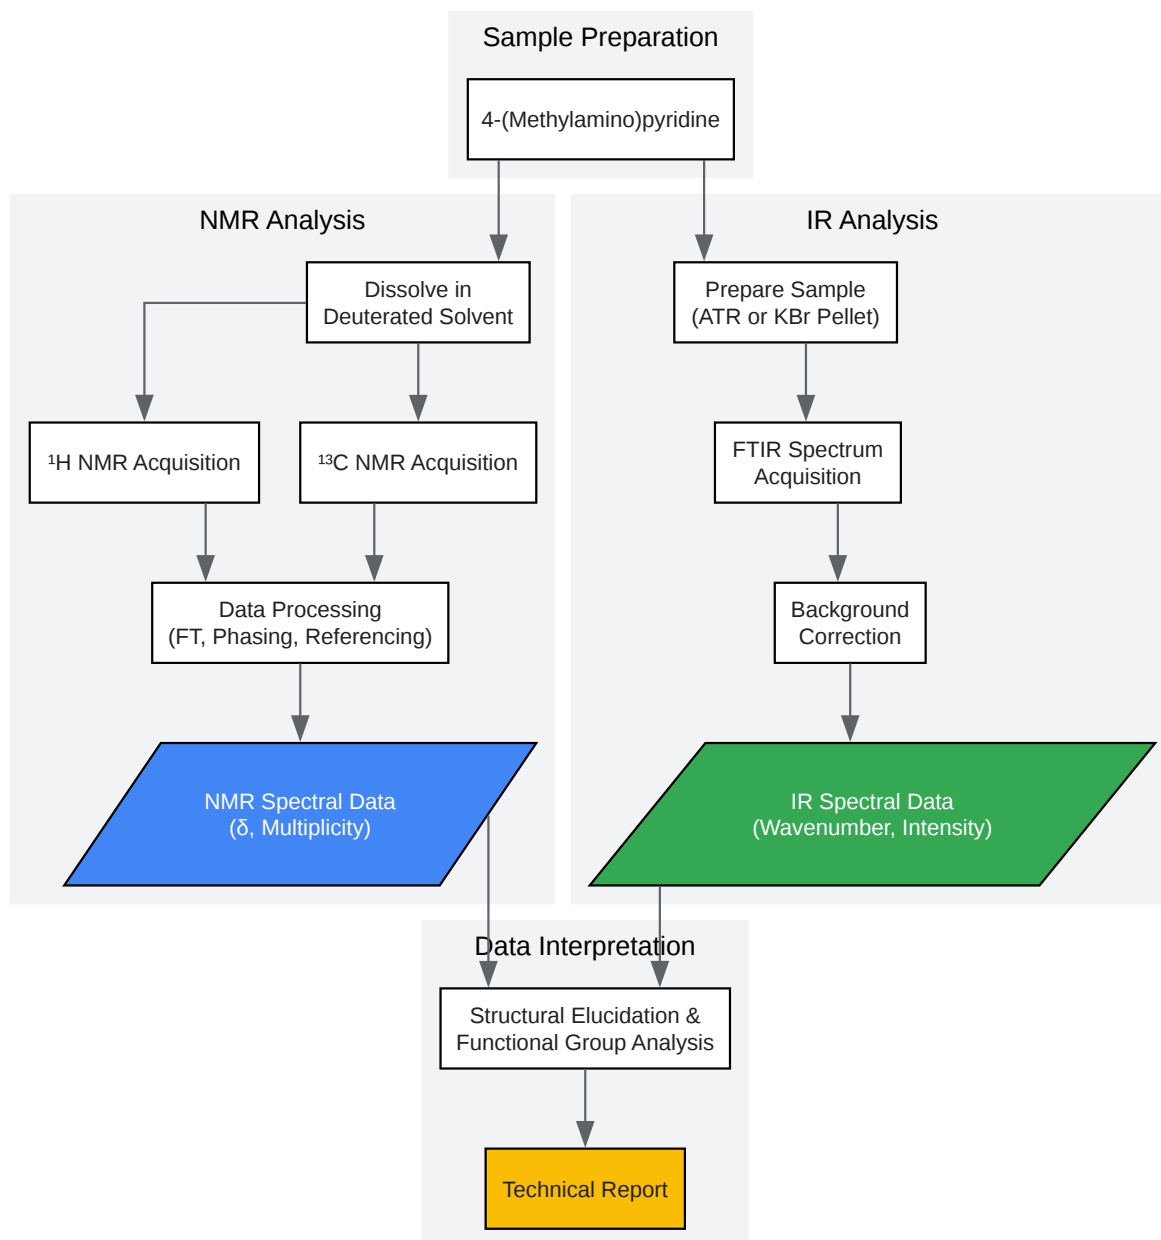 Sample Preparation
4-(Methylamino)pyridine
NMR Analysis
Dissolve in
Deuterated Solvent
¹H NMR Acquisition
¹³C NMR Acquisition
Data Processing
(FT, Phasing, Referencing)
NMR Spectral Data
(δ, Multiplicity)
IR Analysis
Prepare Sample
(ATR or KBr Pellet)
FTIR Spectrum
Acquisition
Background
Correction
IR Spectral Data
(Wavenumber, Intensity)
Data Interpretation
Structural Elucidation &
Functional Group Analysis
Technical Report